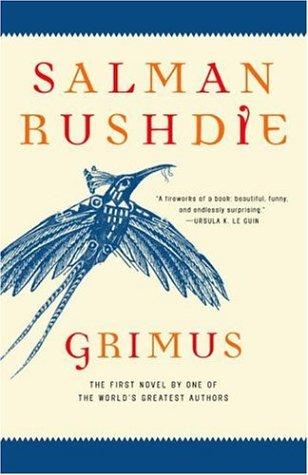 SALMAN
RUSHDIE
"A FIREWORKS OF A BOOK: BEAUTIFUL, FUNNY,
AND ENDLESSLY SURPRISING."
—URSULA K. LE GUIN
GRIMUS
THE FIRST NOVEL BY ONE OF
THE WORLD'S GREATEST AUTHORS